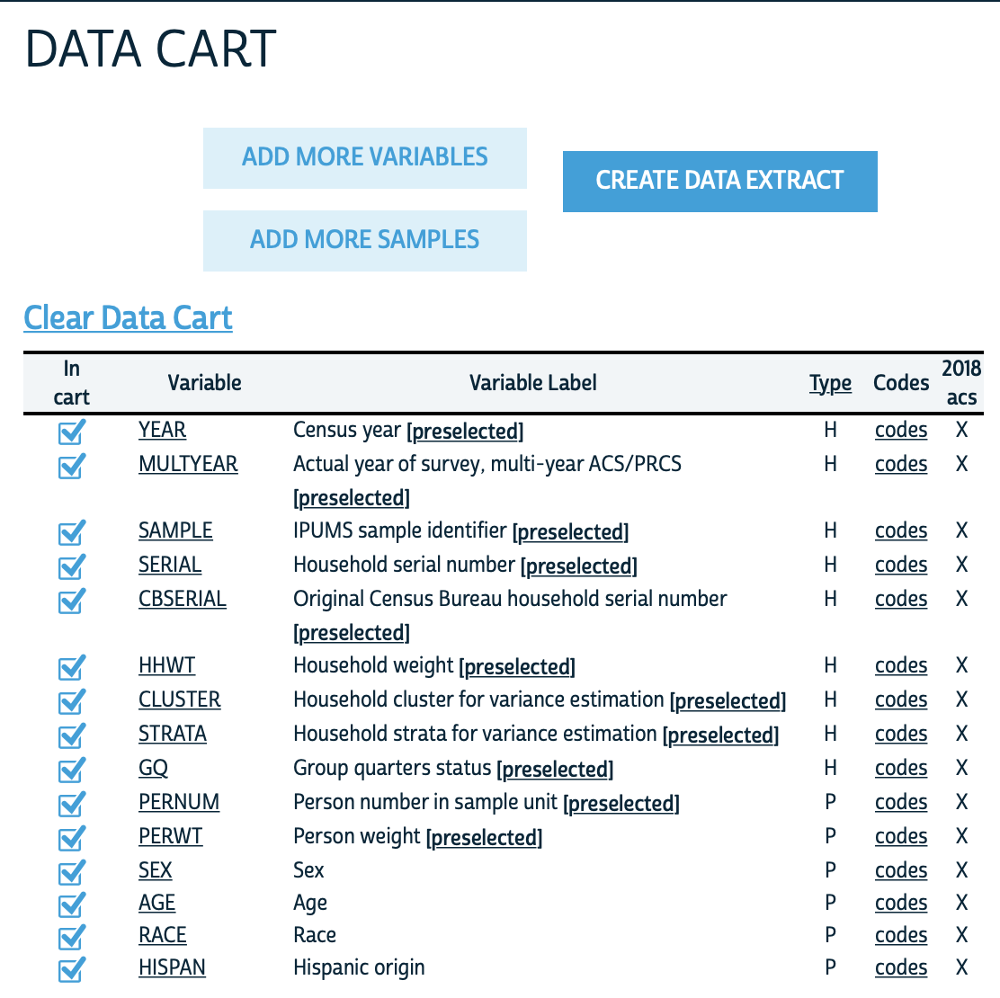 DATA CART
ADD MORE VARIABLES
CREATE DATA EXTRACT
ADD MORE SAMPLES
Clear Data Cart
In cart Variable Variable Label Type Codes 2018 acs
YEAR Census year [preselected] H codes X
MULTYEAR Actual year of survey, multi-year ACS/PRCS H codes X
[preselected]
SAMPLE IPUMS sample identifier [preselected] H codes X
SERIAL Household serial number [preselected] H codes X
CBSERIAL Original Census Bureau household serial number H codes X
[preselected]
HHWT Household weight [preselected] H codes X
CLUSTER Household cluster for variance estimation [preselected] H codes X
STRATA Household strata for variance estimation [preselected] H codes X
GQ Group quarters status [preselected] H codes X
PERNUM Person number in sample unit [preselected] P codes X
PERWT Person weight [preselected] P codes X
SEX Sex P codes X
AGE Age P codes X
RACE Race P codes X
HISPAN Hispanic origin P codes X